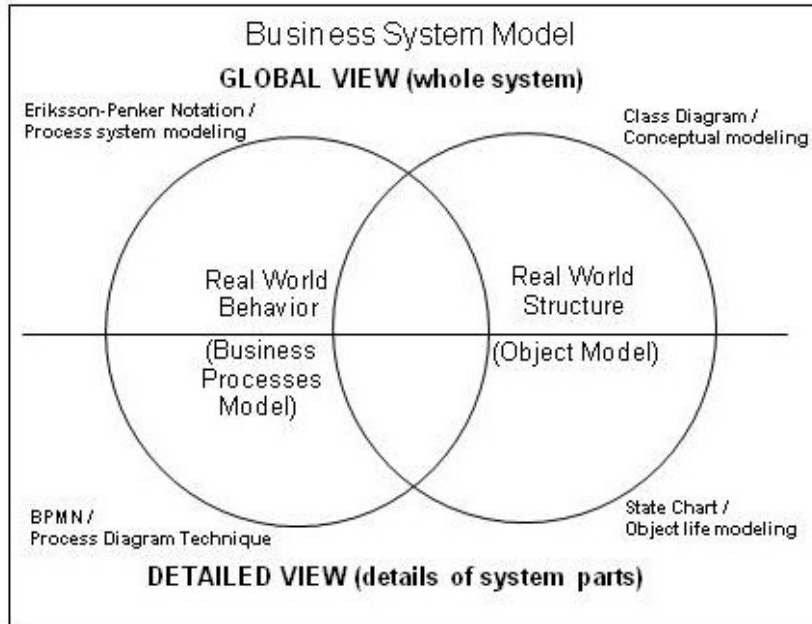 Business System Model
GLOBAL VIEW (whole system)
Eriksson-Penker Notation /
Process system modeling
Class Diagram /
Conceptual modeling
Real World
Behavior
Real World
Structure
(Business
Processes
Model)
(Object Model)
BPMN /
Process Diagram Technique
State Chart /
Object life modeling
DETAILED VIEW (details of system parts)